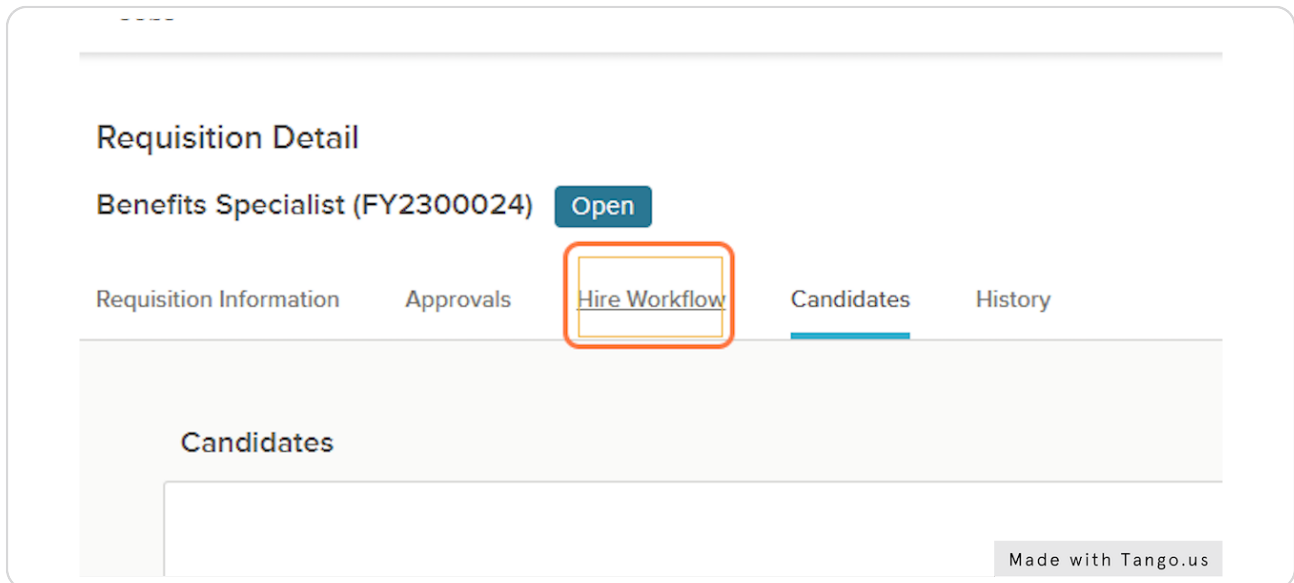 Requisition Detail
Benefits Specialist (FY2300024) Open
Requisition Information Approvals Hire Workflow Candidates History
Candidates
Made with Tango.us